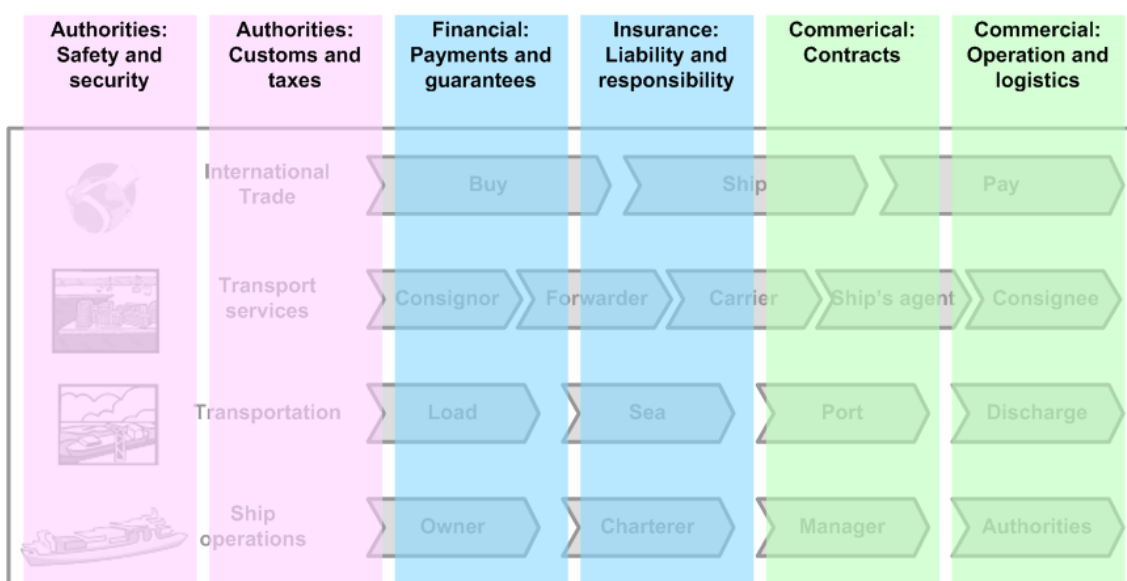 Authorities:
Safety and
security
Authorities:
Customs and
taxes
Financial:
Payments and
guarantees
Insurance:
Liability and
responsibility
Commerical:
Contracts
Commercial:
Operation and
logistics
International
Trade
Buy
Ship
Pay
Transport
services
Consignor
Forwarder
Carrier
Ship's agent
Consignee
Transportation
Load
Sea
Port
Discharge
Ship
operations
Owner
Charterer
Manager
Authorities